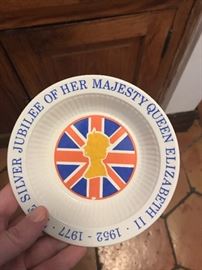 SILVER JUBILEE OF HER MAJESTY QUEEN ELIZABETH II · 1952 - 1977 ·